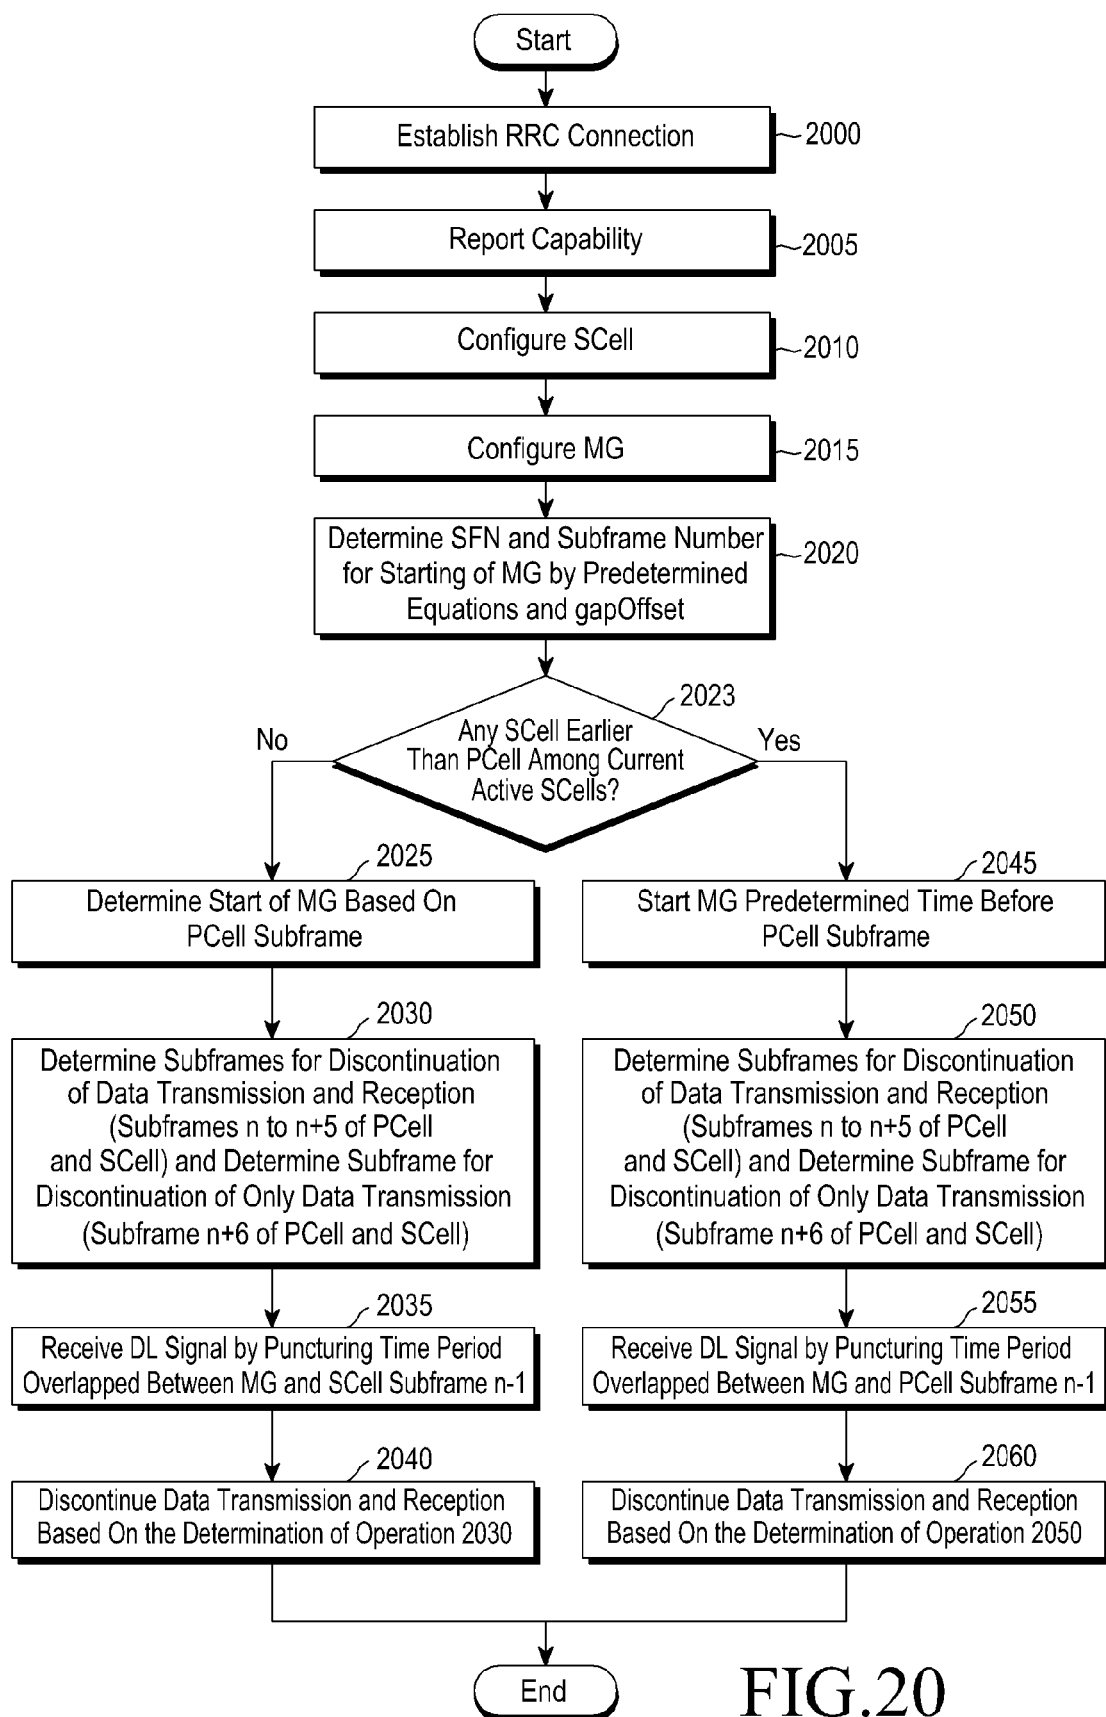 Start
Establish RRC Connection
2000
Report Capability
2005
Configure SCell
2010
Configure MG
2015
Determine SFN and Subframe Number
for Starting of MG by Predetermined
Equations and gapOffset
2020
2023
Any SCell Earlier
Than PCell Among Current
Active SCells?
No
Yes
2025
Determine Start of MG Based On
PCell Subframe
2030
Determine Subframes for Discontinuation
of Data Transmission and Reception
(Subframes n to n+5 of PCell
and SCell) and Determine Subframe for
Discontinuation of Only Data Transmission
(Subframe n+6 of PCell and SCell)
2035
Receive DL Signal by Puncturing Time Period
Overlapped Between MG and SCell Subframe n-1
2040
Discontinue Data Transmission and Reception
Based On the Determination of Operation 2030
2045
Start MG Predetermined Time Before
PCell Subframe
2050
Determine Subframes for Discontinuation
of Data Transmission and Reception
(Subframes n to n+5 of PCell
and SCell) and Determine Subframe for
Discontinuation of Only Data Transmission
(Subframe n+6 of PCell and SCell)
2055
Receive DL Signal by Puncturing Time Period
Overlapped Between MG and PCell Subframe n-1
2060
Discontinue Data Transmission and Reception
Based On the Determination of Operation 2050
End
FIG.20